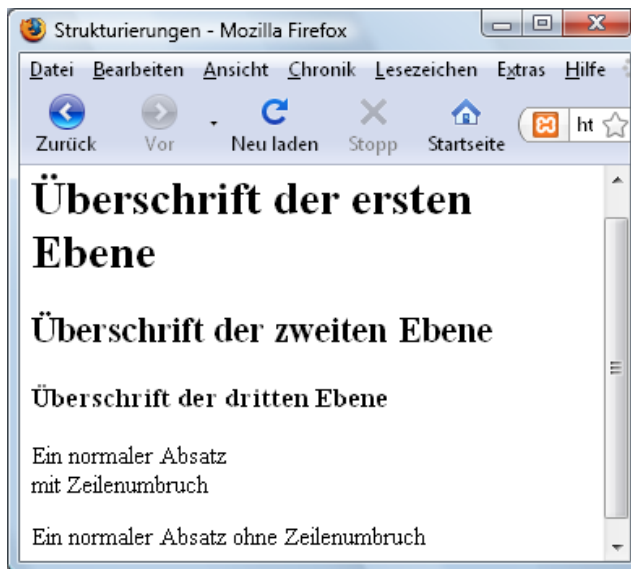 Strukturierungen - Mozilla Firefox
Datei Bearbeiten Ansicht Chronik Lesezeichen Extras Hilfe
Zurück Vor Neu laden Stopp Startseite ht
Überschrift der ersten
Ebene
Überschrift der zweiten Ebene
Überschrift der dritten Ebene
Ein normaler Absatz
mit Zeilenumbruch
Ein normaler Absatz ohne Zeilenumbruch